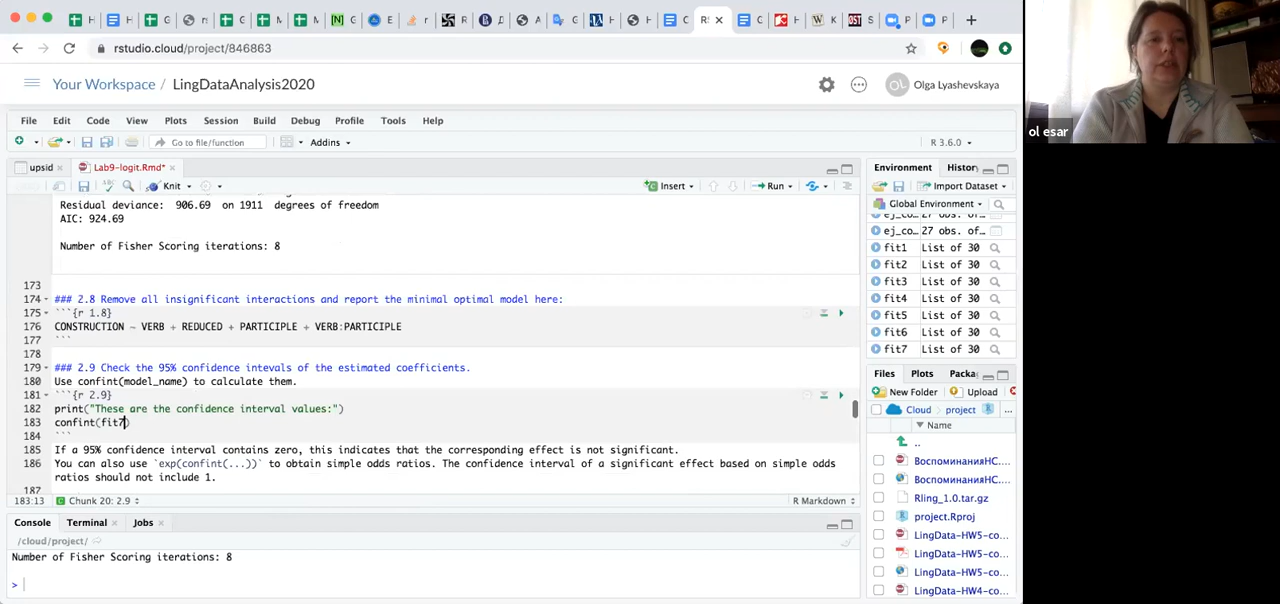 rstudio.cloud/project/846863
Your Workspace / LingDataAnalysis2020
Olga Lyashevskaya
ol esar
File Edit Code View Plots Session Build Debug Profile Tools Help
Go to file/function Addins R 3.6.0
upsid Lab9-logit.Rmd*
Knit Insert Run
Residual deviance: 906.69 on 1911 degrees of freedom
AIC: 924.69
Number of Fisher Scoring iterations: 8
173
174 ### 2.8 Remove all insignificant interactions and report the minimal optimal model here:
175 ```{r 1.8}
176 CONSTRUCTION ~ VERB + REDUCED + PARTICIPLE + VERB:PARTICIPLE
177 ```
178
179 ### 2.9 Check the 95% confidence intevals of the estimated coefficients.
180 Use confint(model_name) to calculate them.
181 ```{r 2.9}
182 print("These are the confidence interval values:")
183 confint(fit7)
184 ```
185 If a 95% confidence interval contains zero, this indicates that the corresponding effect is not significant.
186 You can also use `exp(confint(...))` to obtain simple odds ratios. The confidence interval of a significant effect based on simple odds
ratios should not include 1.
187
183:13 Chunk 20: 2.9 R Markdown
Console Terminal Jobs
/cloud/project/
Number of Fisher Scoring iterations: 8
>
Environment Histor
Import Dataset
Global Environment
ej_co… 27 obs. of…
ej_co… 27 obs. of…
fit1 List of 30
fit2 List of 30
fit3 List of 30
fit4 List of 30
fit5 List of 30
fit6 List of 30
fit7 List of 30
Files Plots Packa
New Folder Upload
Cloud project ...
Name
..
ВоспоминанияНС....
ВоспоминанияНС....
Rling_1.0.tar.gz
project.Rproj
LingData-HW5-co...
LingData-HW5-co...
LingData-HW5-co...
LingData-HW4-co...